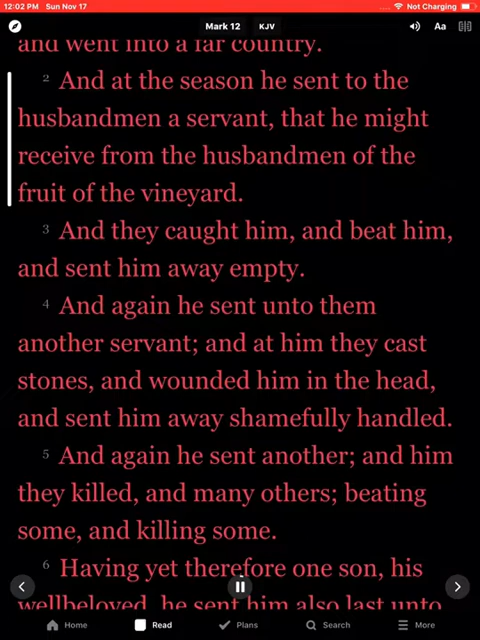 12:02 PM Sun Nov 17
Not Charging
Mark 12 KJV
Aa
and went into a far country.
2 And at the season he sent to the
husbandmen a servant, that he might
receive from the husbandmen of the
fruit of the vineyard.
3 And they caught him, and beat him,
and sent him away empty.
4 And again he sent unto them
another servant; and at him they cast
stones, and wounded him in the head,
and sent him away shamefully handled.
5 And again he sent another; and him
they killed, and many others; beating
some, and killing some.
6 Having yet therefore one son, his
wellbeloved, he sent him also last unto
Home Read Plans Search More